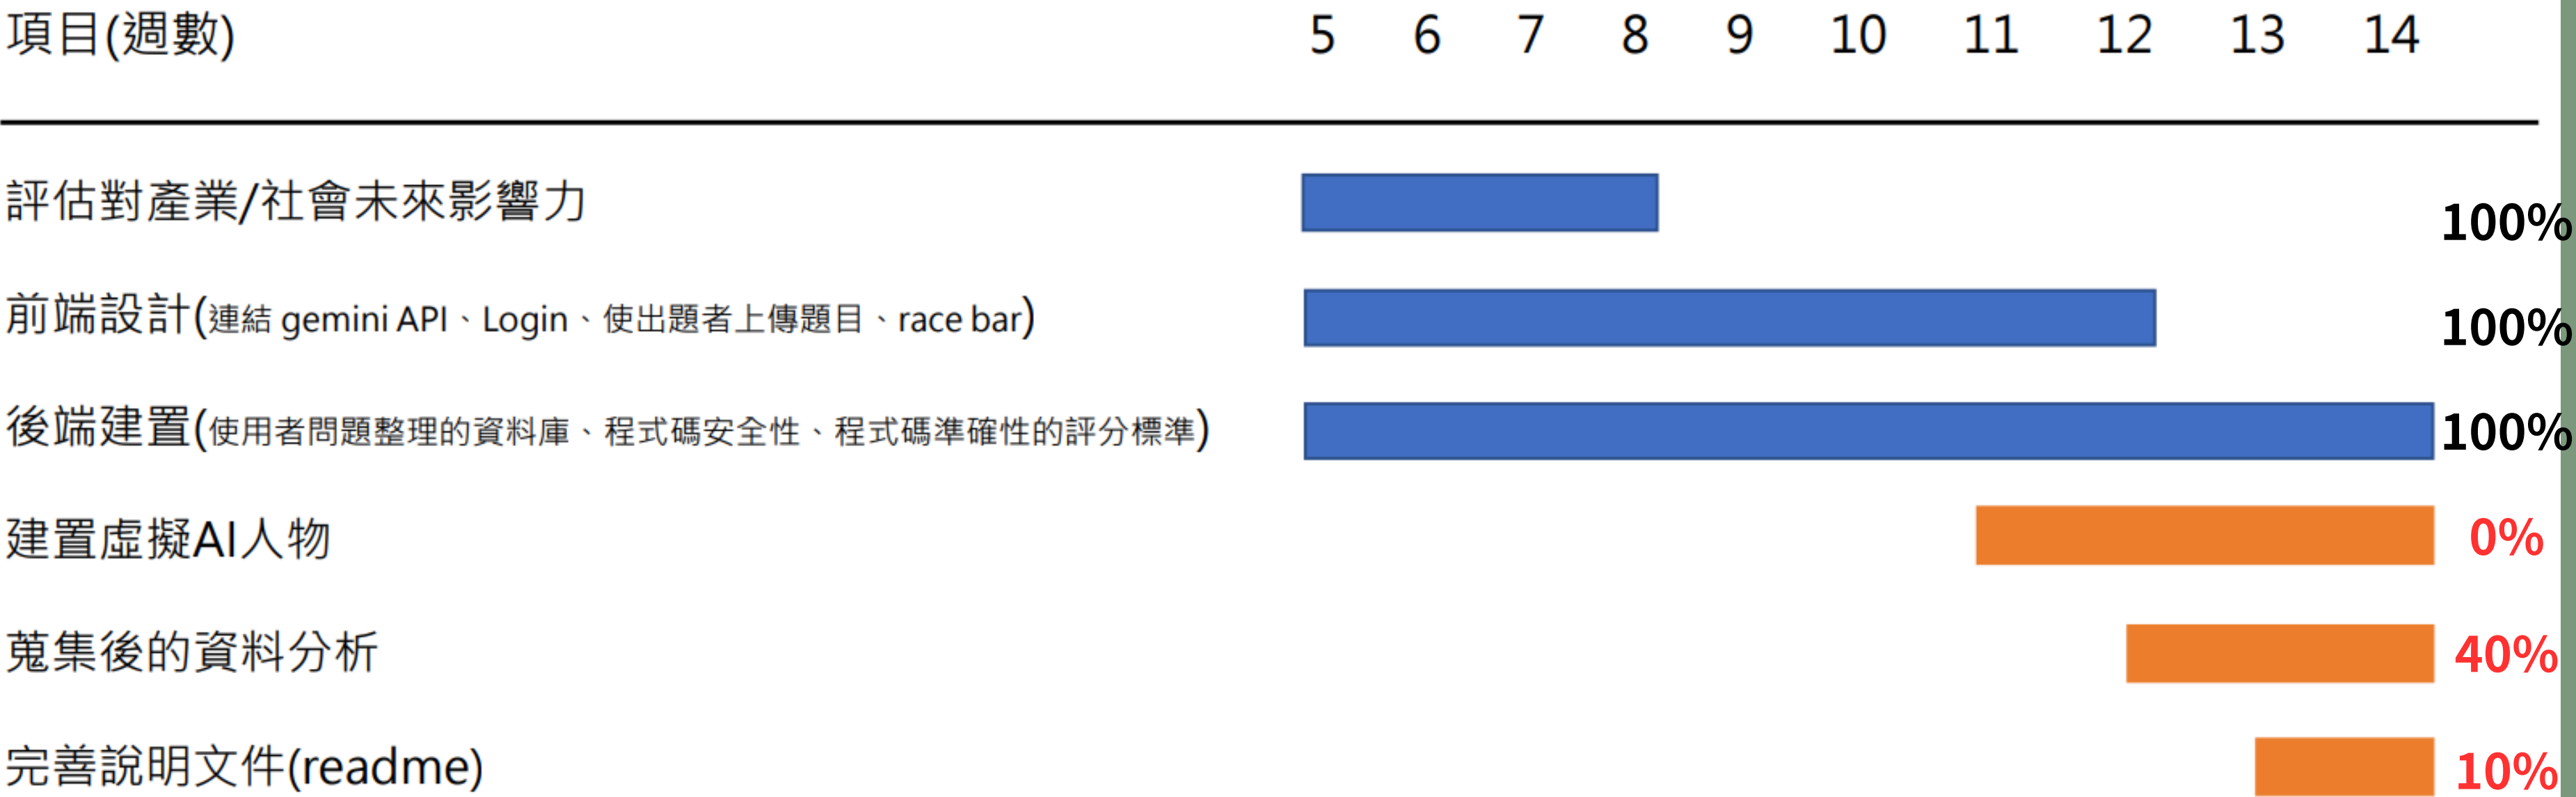 項目(週數) 5 6 7 8 9 10 11 12 13 14
評估對產業/社會未來影響力 100%
前端設計(連結 gemini API、Login、使出題者上傳題目、race bar) 100%
後端建置(使用者問題整理的資料庫、程式碼安全性、程式碼準確性的評分標準) 100%
建置虛擬AI人物 0%
蒐集後的資料分析 40%
完善說明文件(readme) 10%